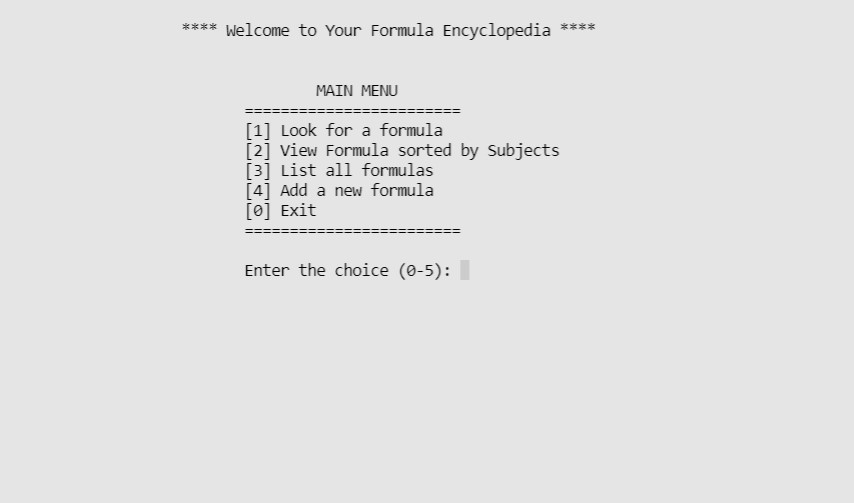 **** Welcome to Your Formula Encyclopedia ****
MAIN MENU
========================
[1] Look for a formula
[2] View Formula sorted by Subjects
[3] List all formulas
[4] Add a new formula
[0] Exit
========================
Enter the choice (0-5):